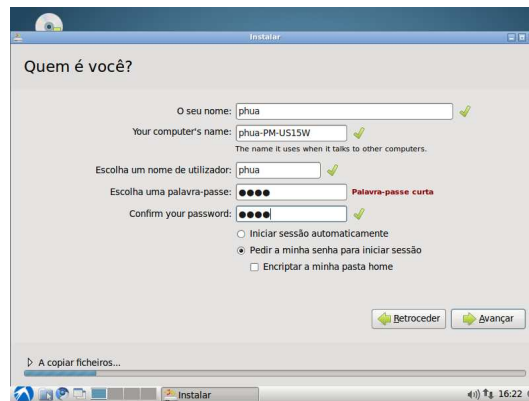 Instalar
Quem é você?
O seu nome: phua
Your computer's name: phua-PM-US15W
The name it uses when it talks to other computers.
Escolha um nome de utilizador: phua
Escolha uma palavra-passe: ●●●● Palavra-passe curta
Confirm your password: ●●●●
Iniciar sessão automaticamente
Pedir a minha senha para iniciar sessão
Encriptar a minha pasta home
Retroceder Avançar
A copiar ficheiros...
Instalar 16:22